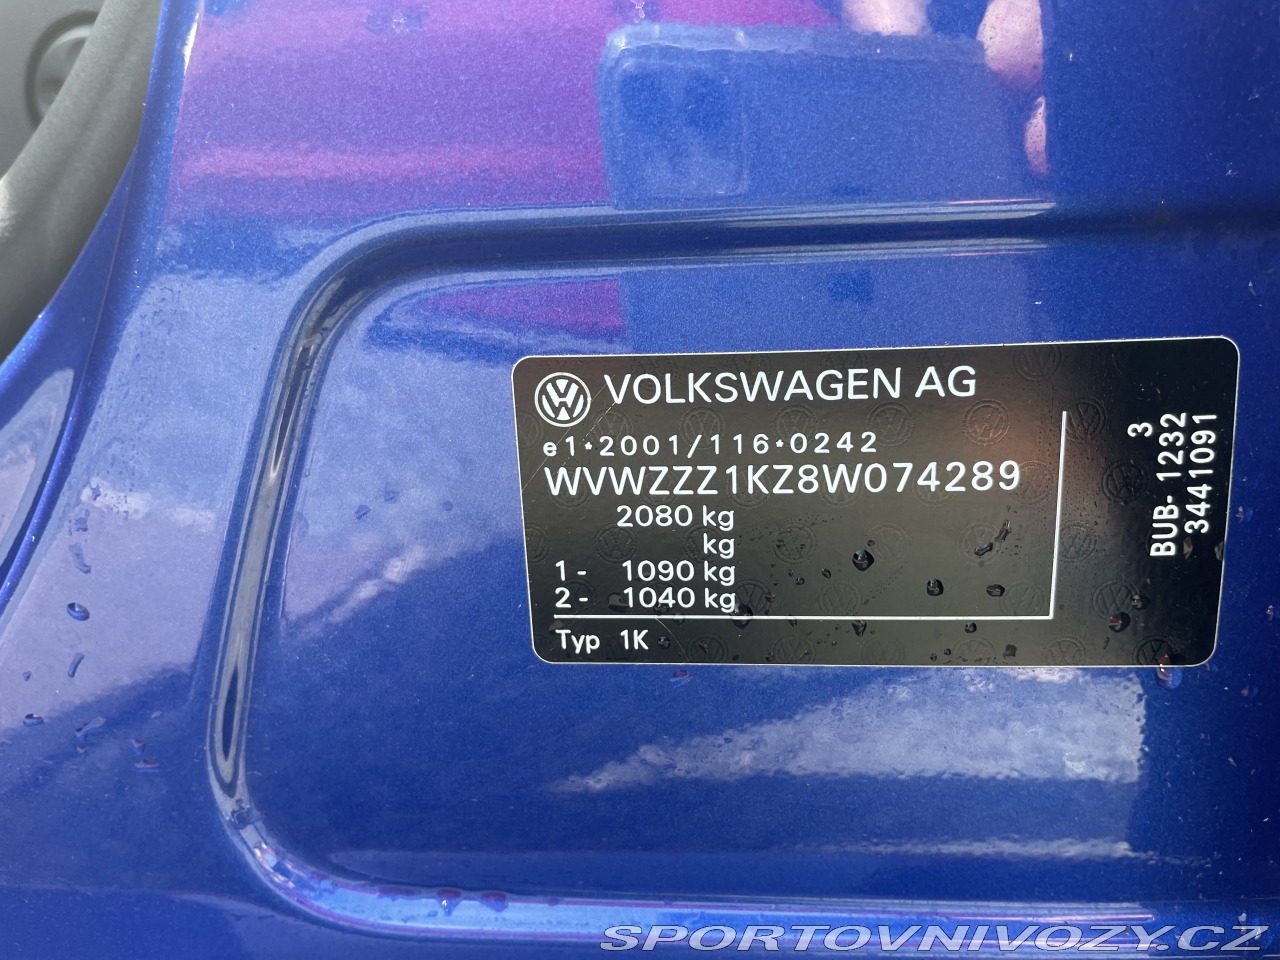 VOLKSWAGEN AG
e1*2001/116*0242
WVWZZZ1KZ8W074289
2080 kg
kg
1- 1090 kg
2- 1040 kg
Typ 1K
3
BUB- 1232
3441091
SPORTOVNIVOZY.CZ